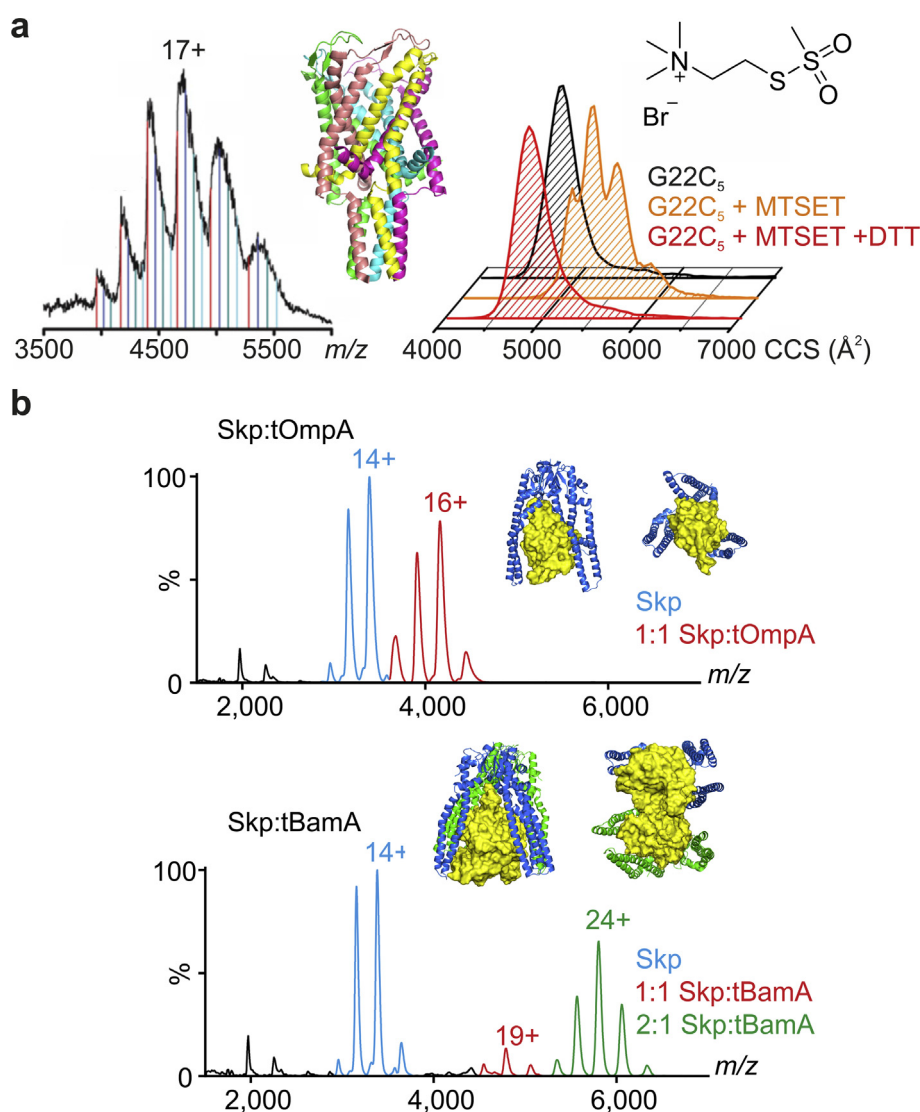 a
17+
3500
4500
5500
m/z
N
+
S
S
O
O
Br⁻
G22C₅
G22C₅ + MTSET
G22C₅ + MTSET +DTT
4000
5000
6000
7000 CCS (Å²)
b
Skp:tOmpA
14+
16+
100
%
0
Skp
1:1 Skp:tOmpA
m/z
2,000
4,000
6,000
Skp:tBamA
14+
19+
24+
100
%
0
Skp
1:1 Skp:tBamA
2:1 Skp:tBamA
m/z
2,000
4,000
6,000